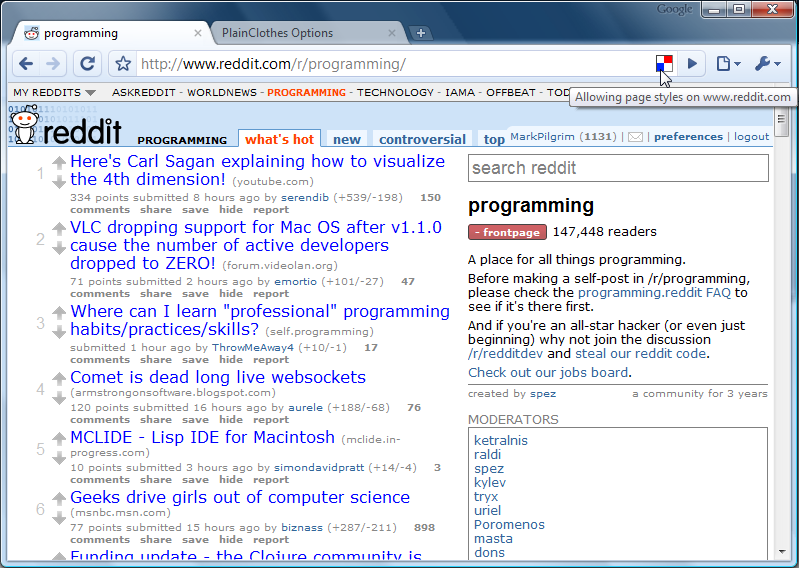 Google
programming
PlainClothes Options
http://www.reddit.com/r/programming/
Allowing page styles on www.reddit.com
MY REDDITS
ASKREDDIT - WORLDNEWS - PROGRAMMING - TECHNOLOGY - IAMA - OFFBEAT - TOD
reddit PROGRAMMING what's hot new controversial top
MarkPilgrim (1131) | | preferences | logout
1
Here's Carl Sagan explaining how to visualize
the 4th dimension! (youtube.com)
334 points submitted 8 hours ago by serendib (+539/-198) 150
comments share save hide report
2
VLC dropping support for Mac OS after v1.1.0
cause the number of active developers
dropped to ZERO! (forum.videolan.org)
71 points submitted 2 hours ago by emortio (+101/-27) 47
comments share save hide report
3
Where can I learn "professional" programming
habits/practices/skills? (self.programming)
submitted 1 hour ago by ThrowMeAway4 (+10/-1) 17
comments share save hide report
4
Comet is dead long live websockets
(armstrongonsoftware.blogspot.com)
120 points submitted 16 hours ago by aurele (+188/-68) 76
comments share save hide report
5
MCLIDE - Lisp IDE for Macintosh (mclide.in-
progress.com)
10 points submitted 3 hours ago by simondavidpratt (+14/-4) 3
comments share save hide report
6
Geeks drive girls out of computer science
(msnbc.msn.com)
77 points submitted 15 hours ago by biznass (+287/-211) 898
comments share save hide report
Funding update - the Clojure community is
search reddit
programming
- frontpage 147,448 readers
A place for all things programming.
Before making a self-post in /r/programming,
please check the programming.reddit FAQ to
see if it's there first.
And if you're an all-star hacker (or even just
beginning) why not join the discussion
/r/redditdev and steal our reddit code.
Check out our jobs board.
created by spez
a community for 3 years
MODERATORS
ketralnis
raldi
spez
kylev
tryx
uriel
Poromenos
masta
dons